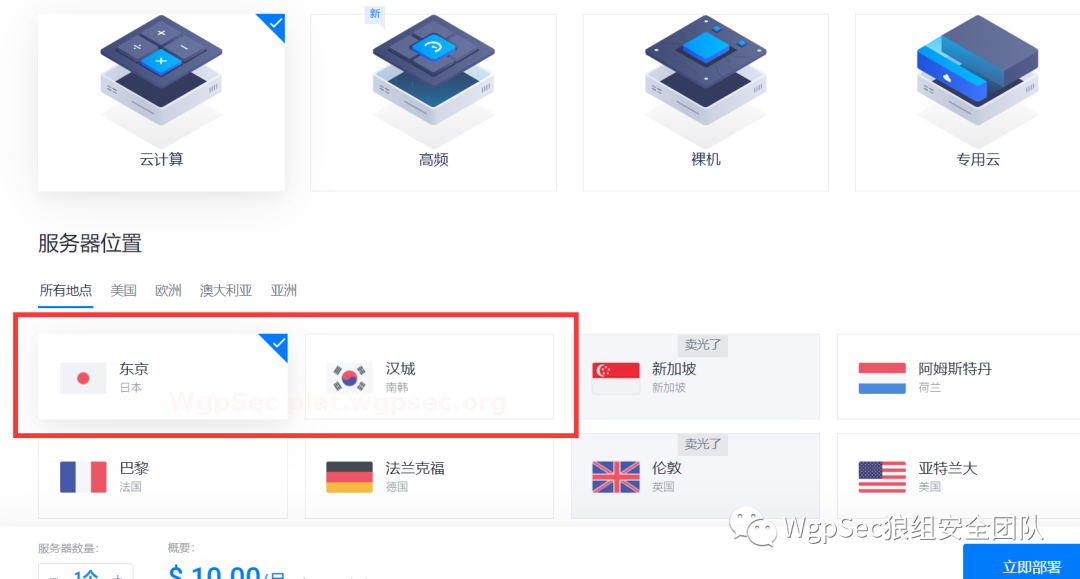 新
云计算
高频
裸机
专用云
服务器位置
所有地点 美国 欧洲 澳大利亚 亚洲
卖光了
东京
日本
汉城
南韩
新加坡
新加坡
阿姆斯特丹
荷兰
WgpSec plat.wgpsec.org
卖光了
巴黎
法国
法兰克福
德国
伦敦
英国
亚特兰大
美国
WgpSec狼组安全团队
服务器数量:
概要:
1个
$ 10.00/月
立即部署